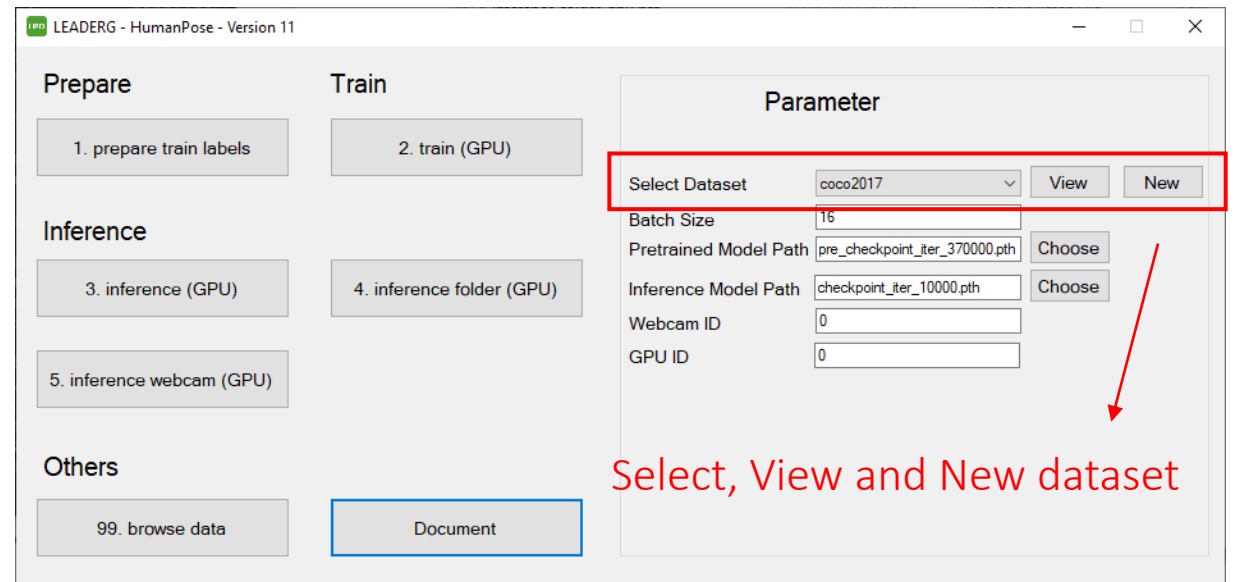 LEADERG - HumanPose - Version 11
Prepare
Train
1. prepare train labels
2. train (GPU)
Inference
3. inference (GPU)
4. inference folder (GPU)
5. inference webcam (GPU)
Others
99. browse data
Document
Parameter
Select Dataset coco2017 View New
Batch Size 16
Pretrained Model Path pre_checkpoint_iter_370000.pth Choose
Inference Model Path checkpoint_iter_10000.pth Choose
Webcam ID 0
GPU ID 0
Select, View and New dataset